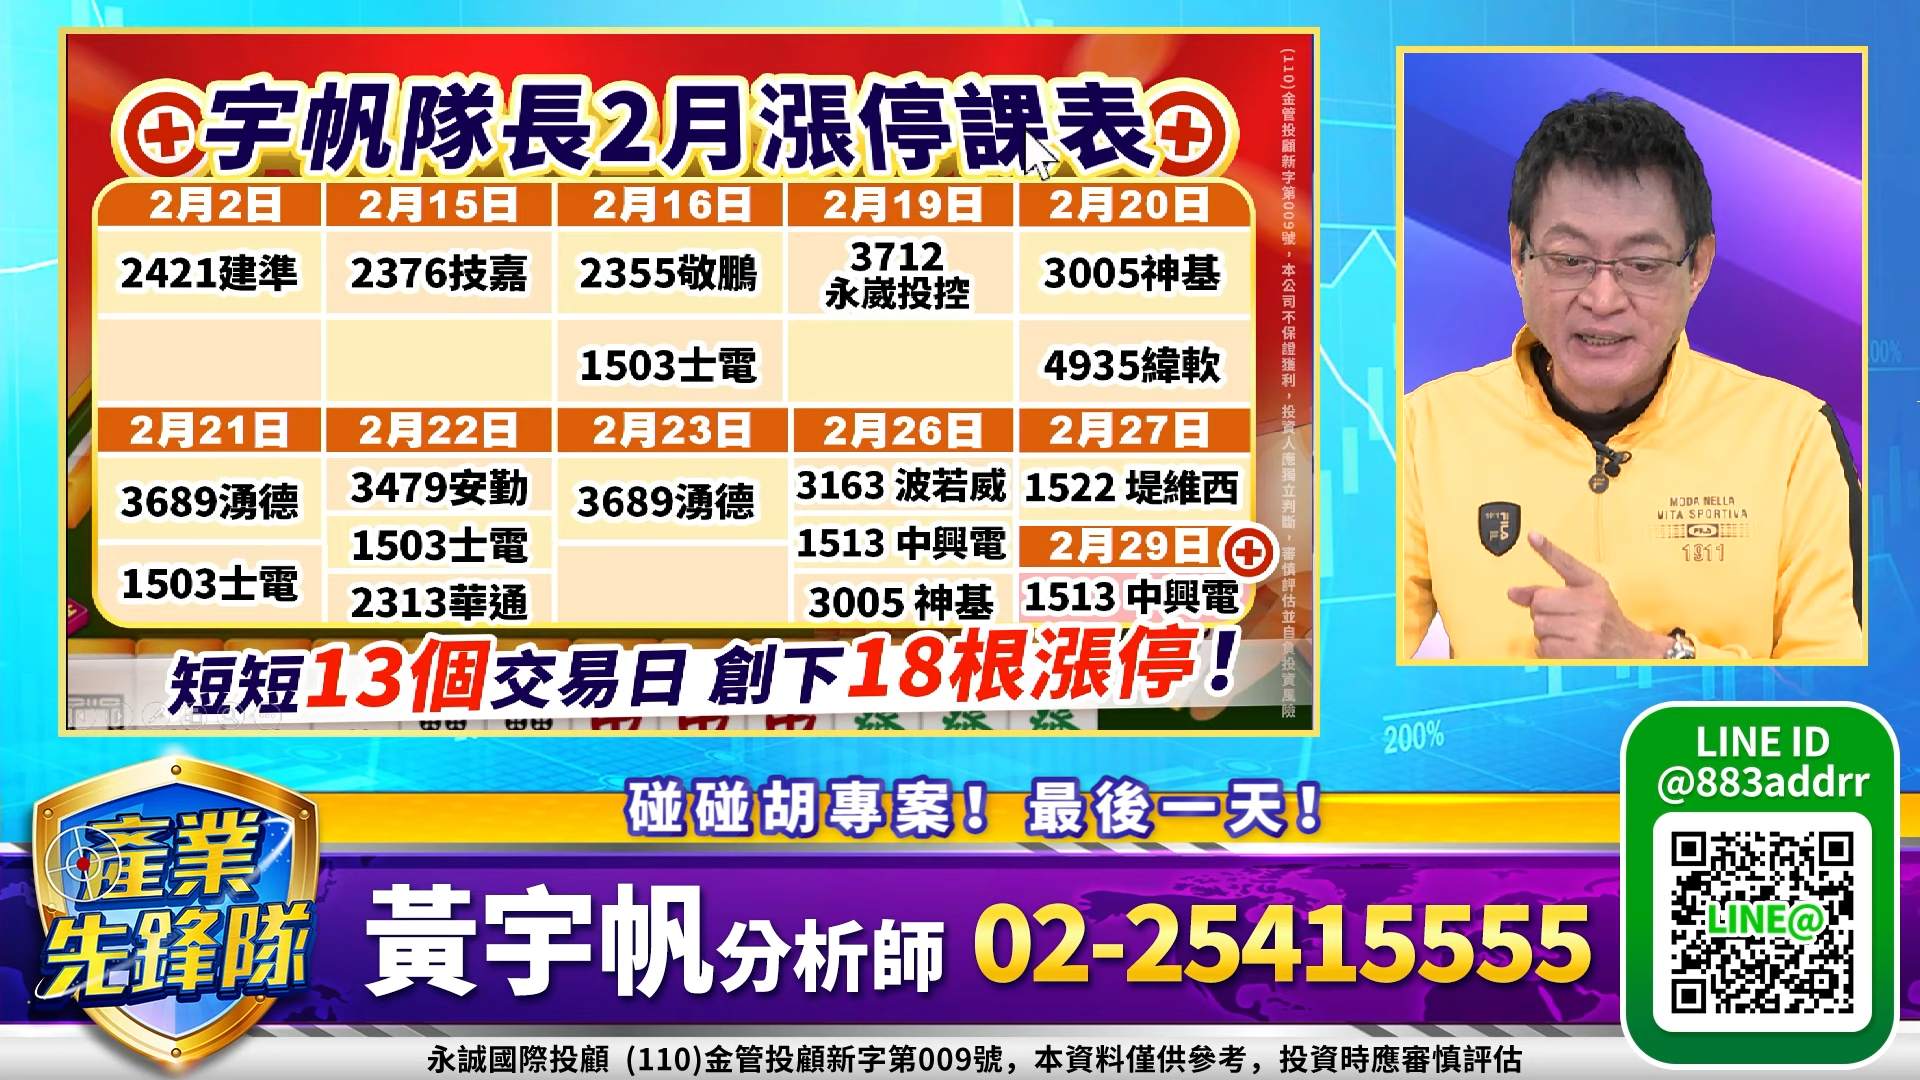 宇帆隊長2月漲停課表
2月2日 2月15日 2月16日 2月19日 2月20日
2421建準 2376技嘉 2355敬鵬 3712永崴投控 3005神基
1503士電 4935緯軟
2月21日 2月22日 2月23日 2月26日 2月27日
3689湧德 3479安勤 3689湧德 3163 波若威 1522 堤維西
1503士電 1503士電 1513 中興電 2月29日
2313華通 3005 神基 1513 中興電
短短13個交易日 創下18根漲停!
(110)金管投顧新字第009號，本公司不保證獲利，投資人應獨立判斷，審慎評估並自負投資風險
FILA
MODA NELLA
VITA SPORTIVA
FILA
1911
200%
00%
LINE ID
@883addrr
LINE@
碰碰胡專案! 最後一天!
產業
先鋒隊
黃宇帆分析師 02-25415555
永誠國際投顧 (110)金管投顧新字第009號，本資料僅供參考，投資時應審慎評估